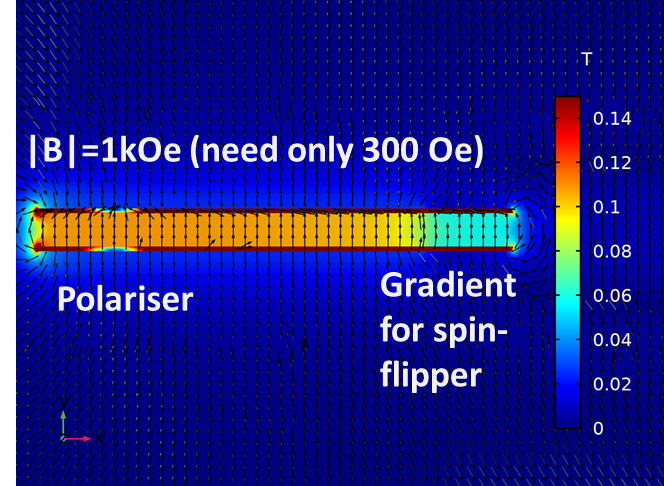 T
0.14
|B|=1kOe (need only 300 Oe)
0.12
0.1
0.08
Polariser
Gradient
for spin-
flipper
0.06
0.04
0.02
0
y
x